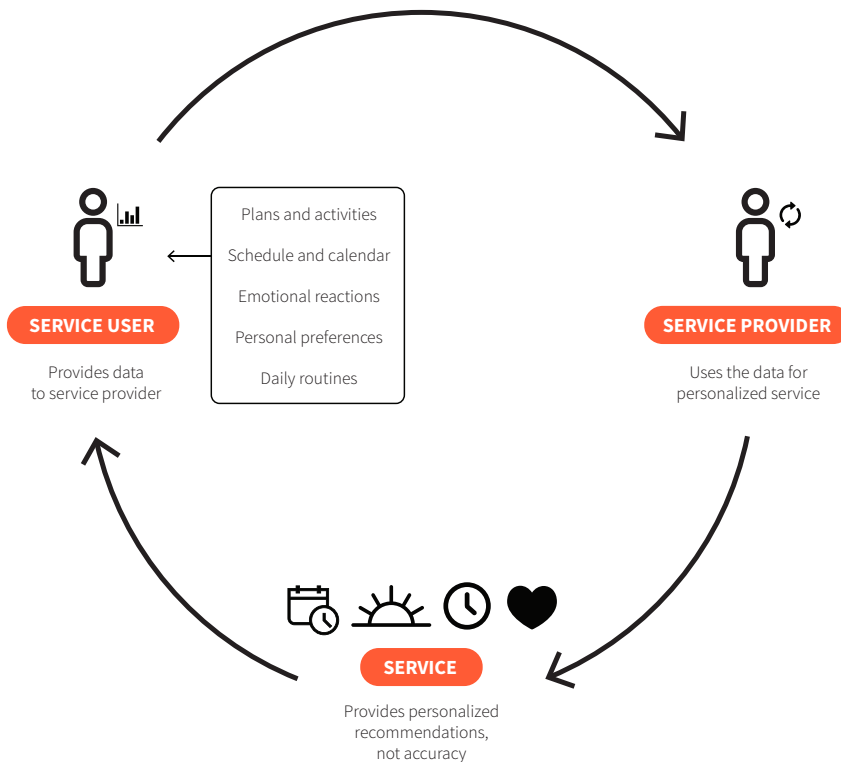 Plans and activities
Schedule and calendar
Emotional reactions
Personal preferences
Daily routines
SERVICE USER
Provides data
to service provider
SERVICE PROVIDER
Uses the data for
personalized service
SERVICE
Provides personalized
recommendations,
not accuracy